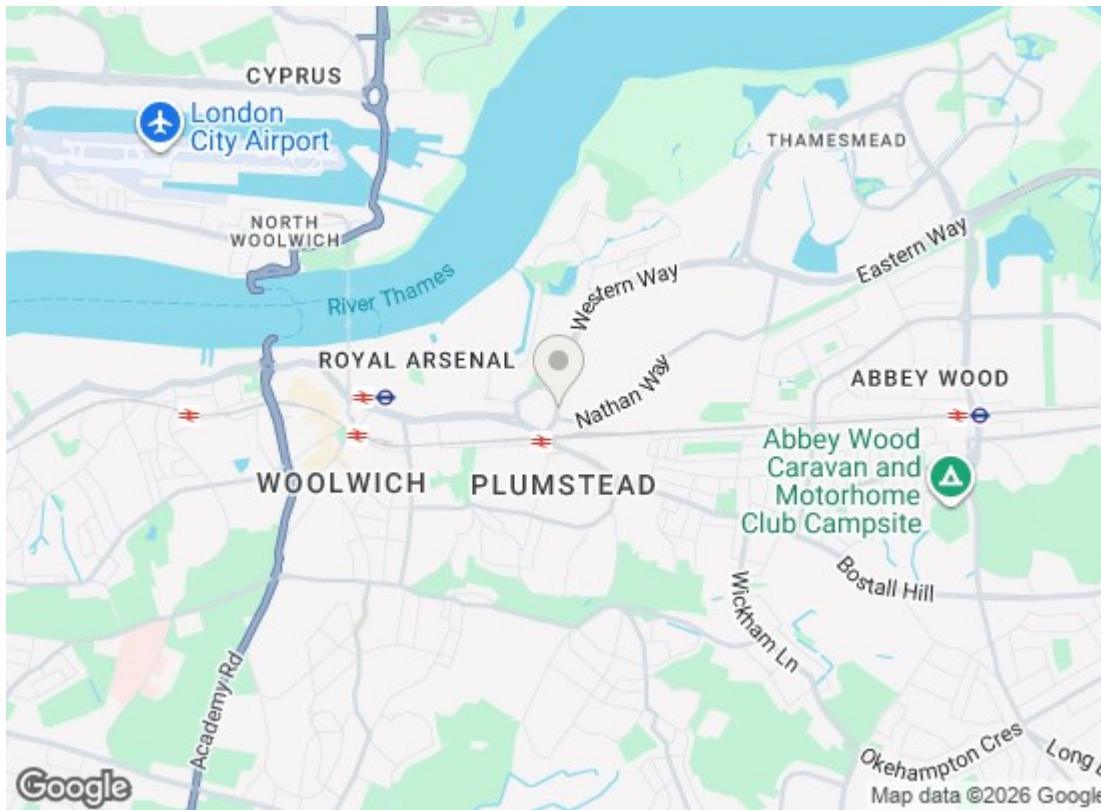 CYPRUS
London
City Airport
THAMESMEAD
NORTH
WOOLWICH
Eastern Way
River Thames
Western Way
ROYAL ARSENAL
Nathan Way
ABBEY WOOD
WOOLWICH
PLUMSTEAD
Abbey Wood
Caravan and
Motorhome
Club Campsite
Bostall Hill
Wickham Ln
Academy Rd
Okehampton Cres
Long
Google
Map data ©2026 Google